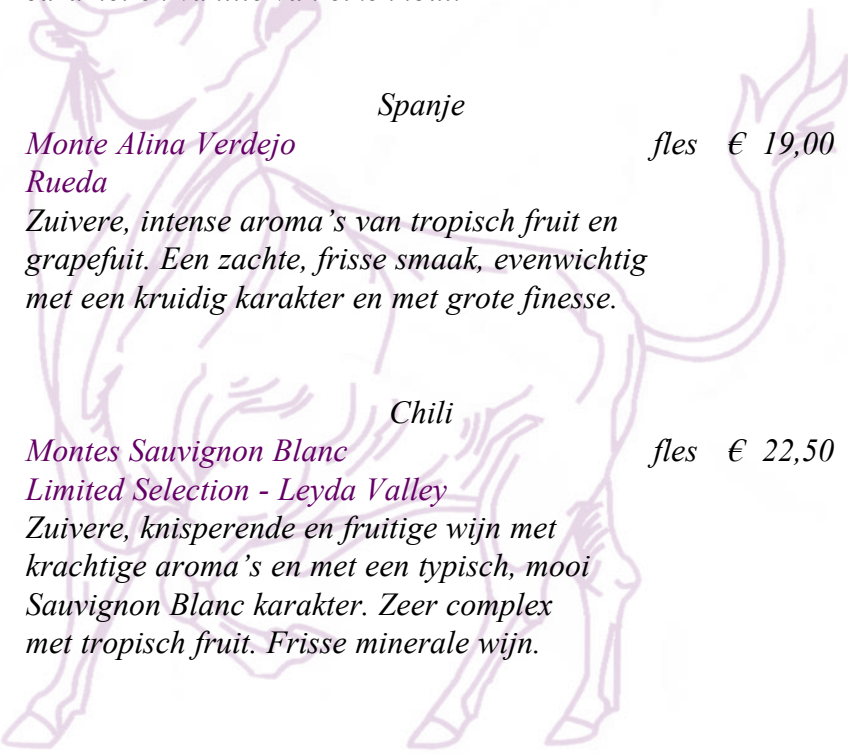 Spanje
Monte Alina Verdejo fles € 19,00
Rueda
Zuivere, intense aroma’s van tropisch fruit en
grapefuit. Een zachte, frisse smaak, evenwichtig
met een kruidig karakter en met grote finesse.
Chili
Montes Sauvignon Blanc fles € 22,50
Limited Selection - Leyda Valley
Zuivere, knisperende en fruitige wijn met
krachtige aroma’s en met een typisch, mooi
Sauvignon Blanc karakter. Zeer complex
met tropisch fruit. Frisse minerale wijn.